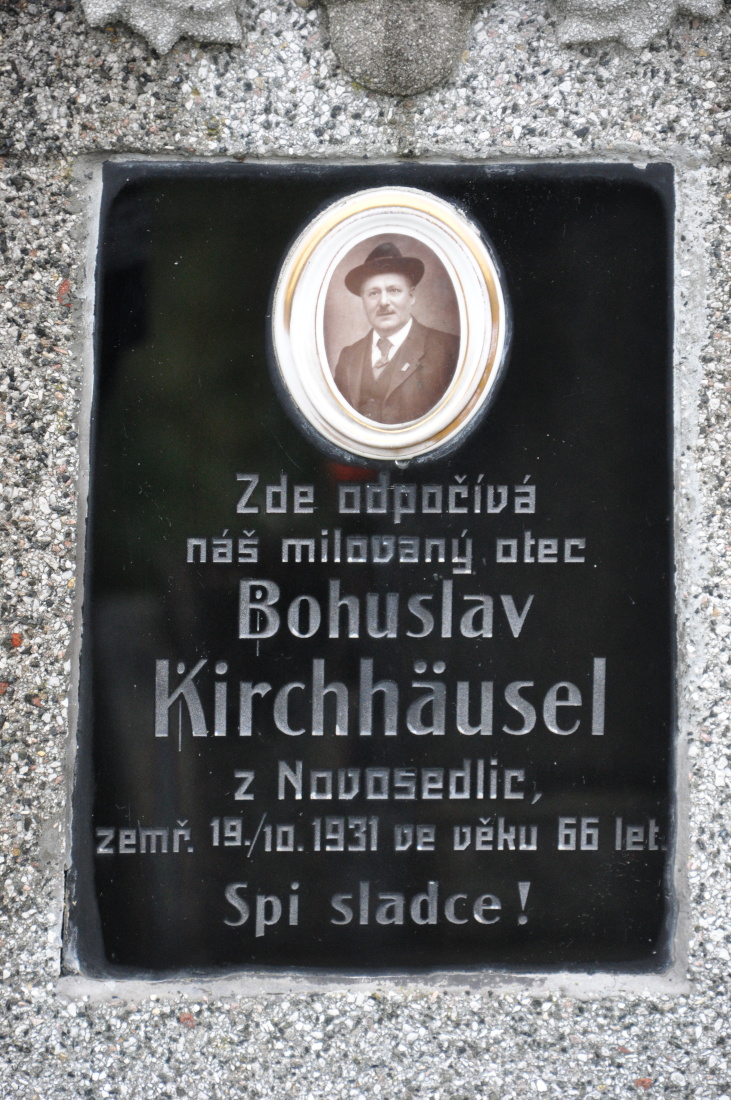 Zde odpočívá
náš milovaný otec
Bohuslav
Kirchhäusel
z Novosedlic,
zemř. 19./10. 1931 ve věku 66 let.
Spi sladce!